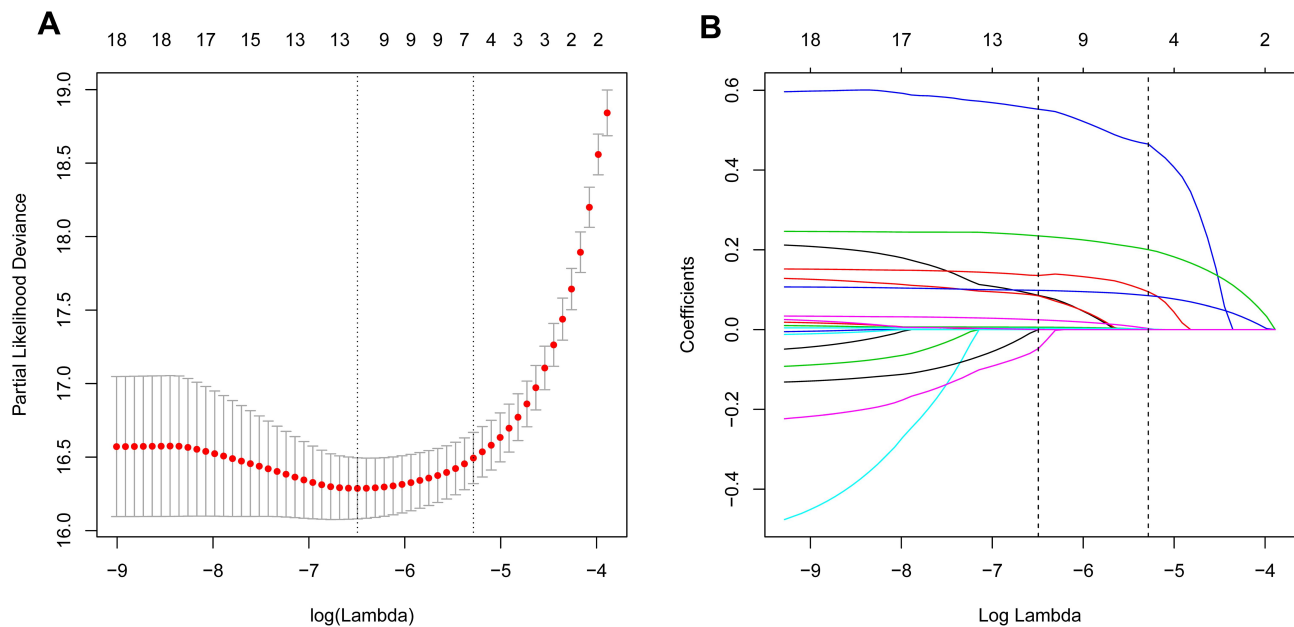 A
18 18 17 15 13 13 9 9 9 7 4 3 3 2 2
19.0
18.5
18.0
17.5
17.0
16.5
16.0
Partial Likelihood Deviance
−9 −8 −7 −6 −5 −4
log(Lambda)
B
18 17 13 9 4 2
0.6
0.4
0.2
0.0
−0.2
−0.4
Coefficients
−9 −8 −7 −6 −5 −4
Log Lambda